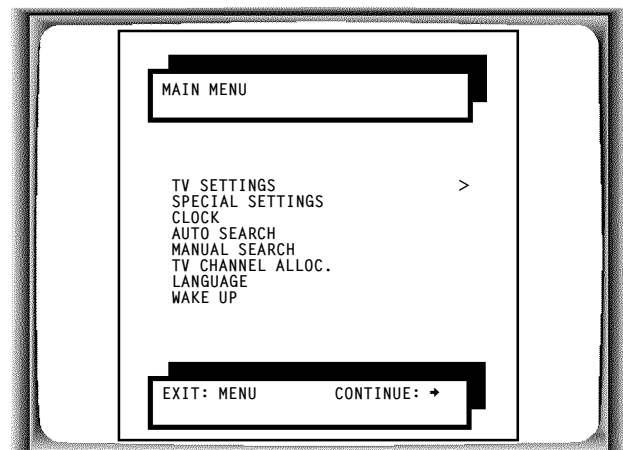 MAIN MENU
TV SETTINGS >
SPECIAL SETTINGS
CLOCK
AUTO SEARCH
MANUAL SEARCH
TV CHANNEL ALLOC.
LANGUAGE
WAKE UP
EXIT: MENU CONTINUE: →